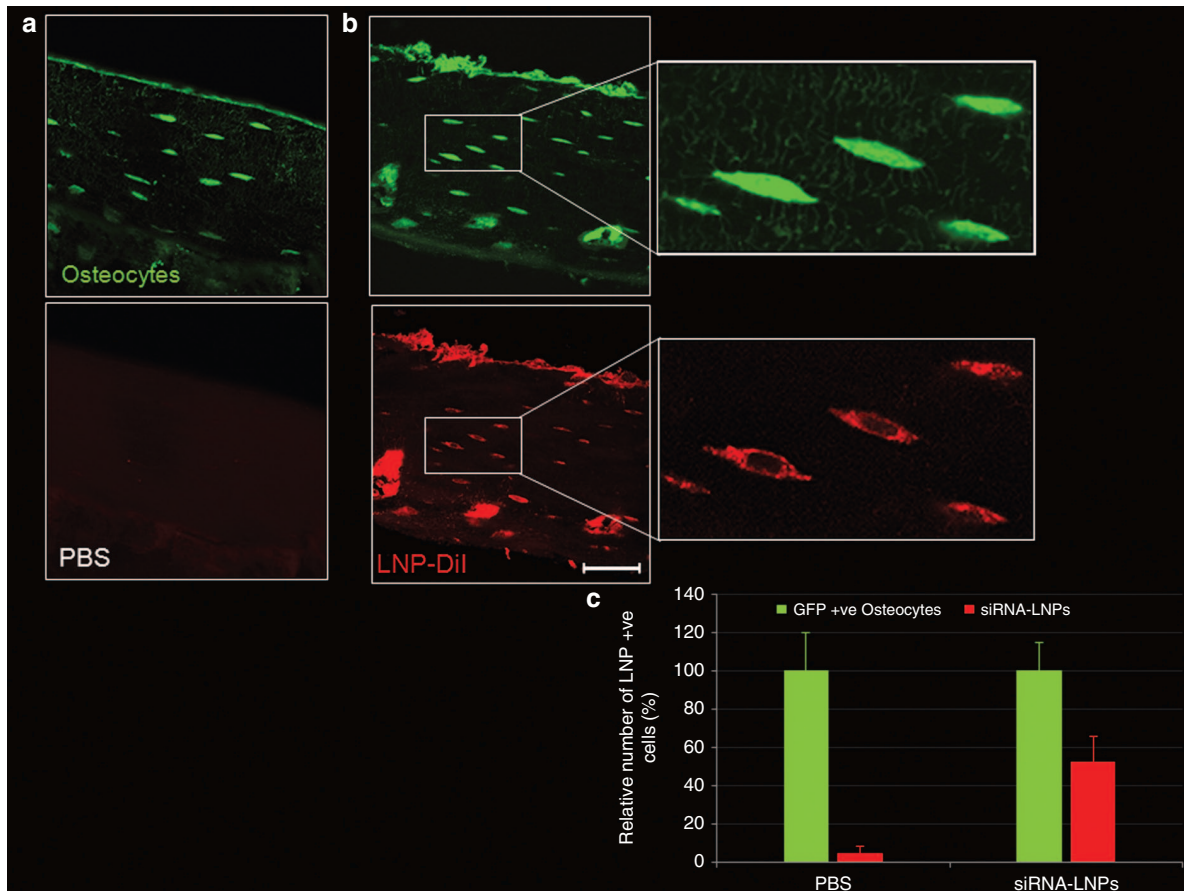 a
b
Osteocytes
PBS
LNP-DiI
c
140
120
100
80
60
40
20
0
Relative number of LNP +ve
cells (%)
GFP +ve Osteocytes
siRNA-LNPs
PBS
siRNA-LNPs